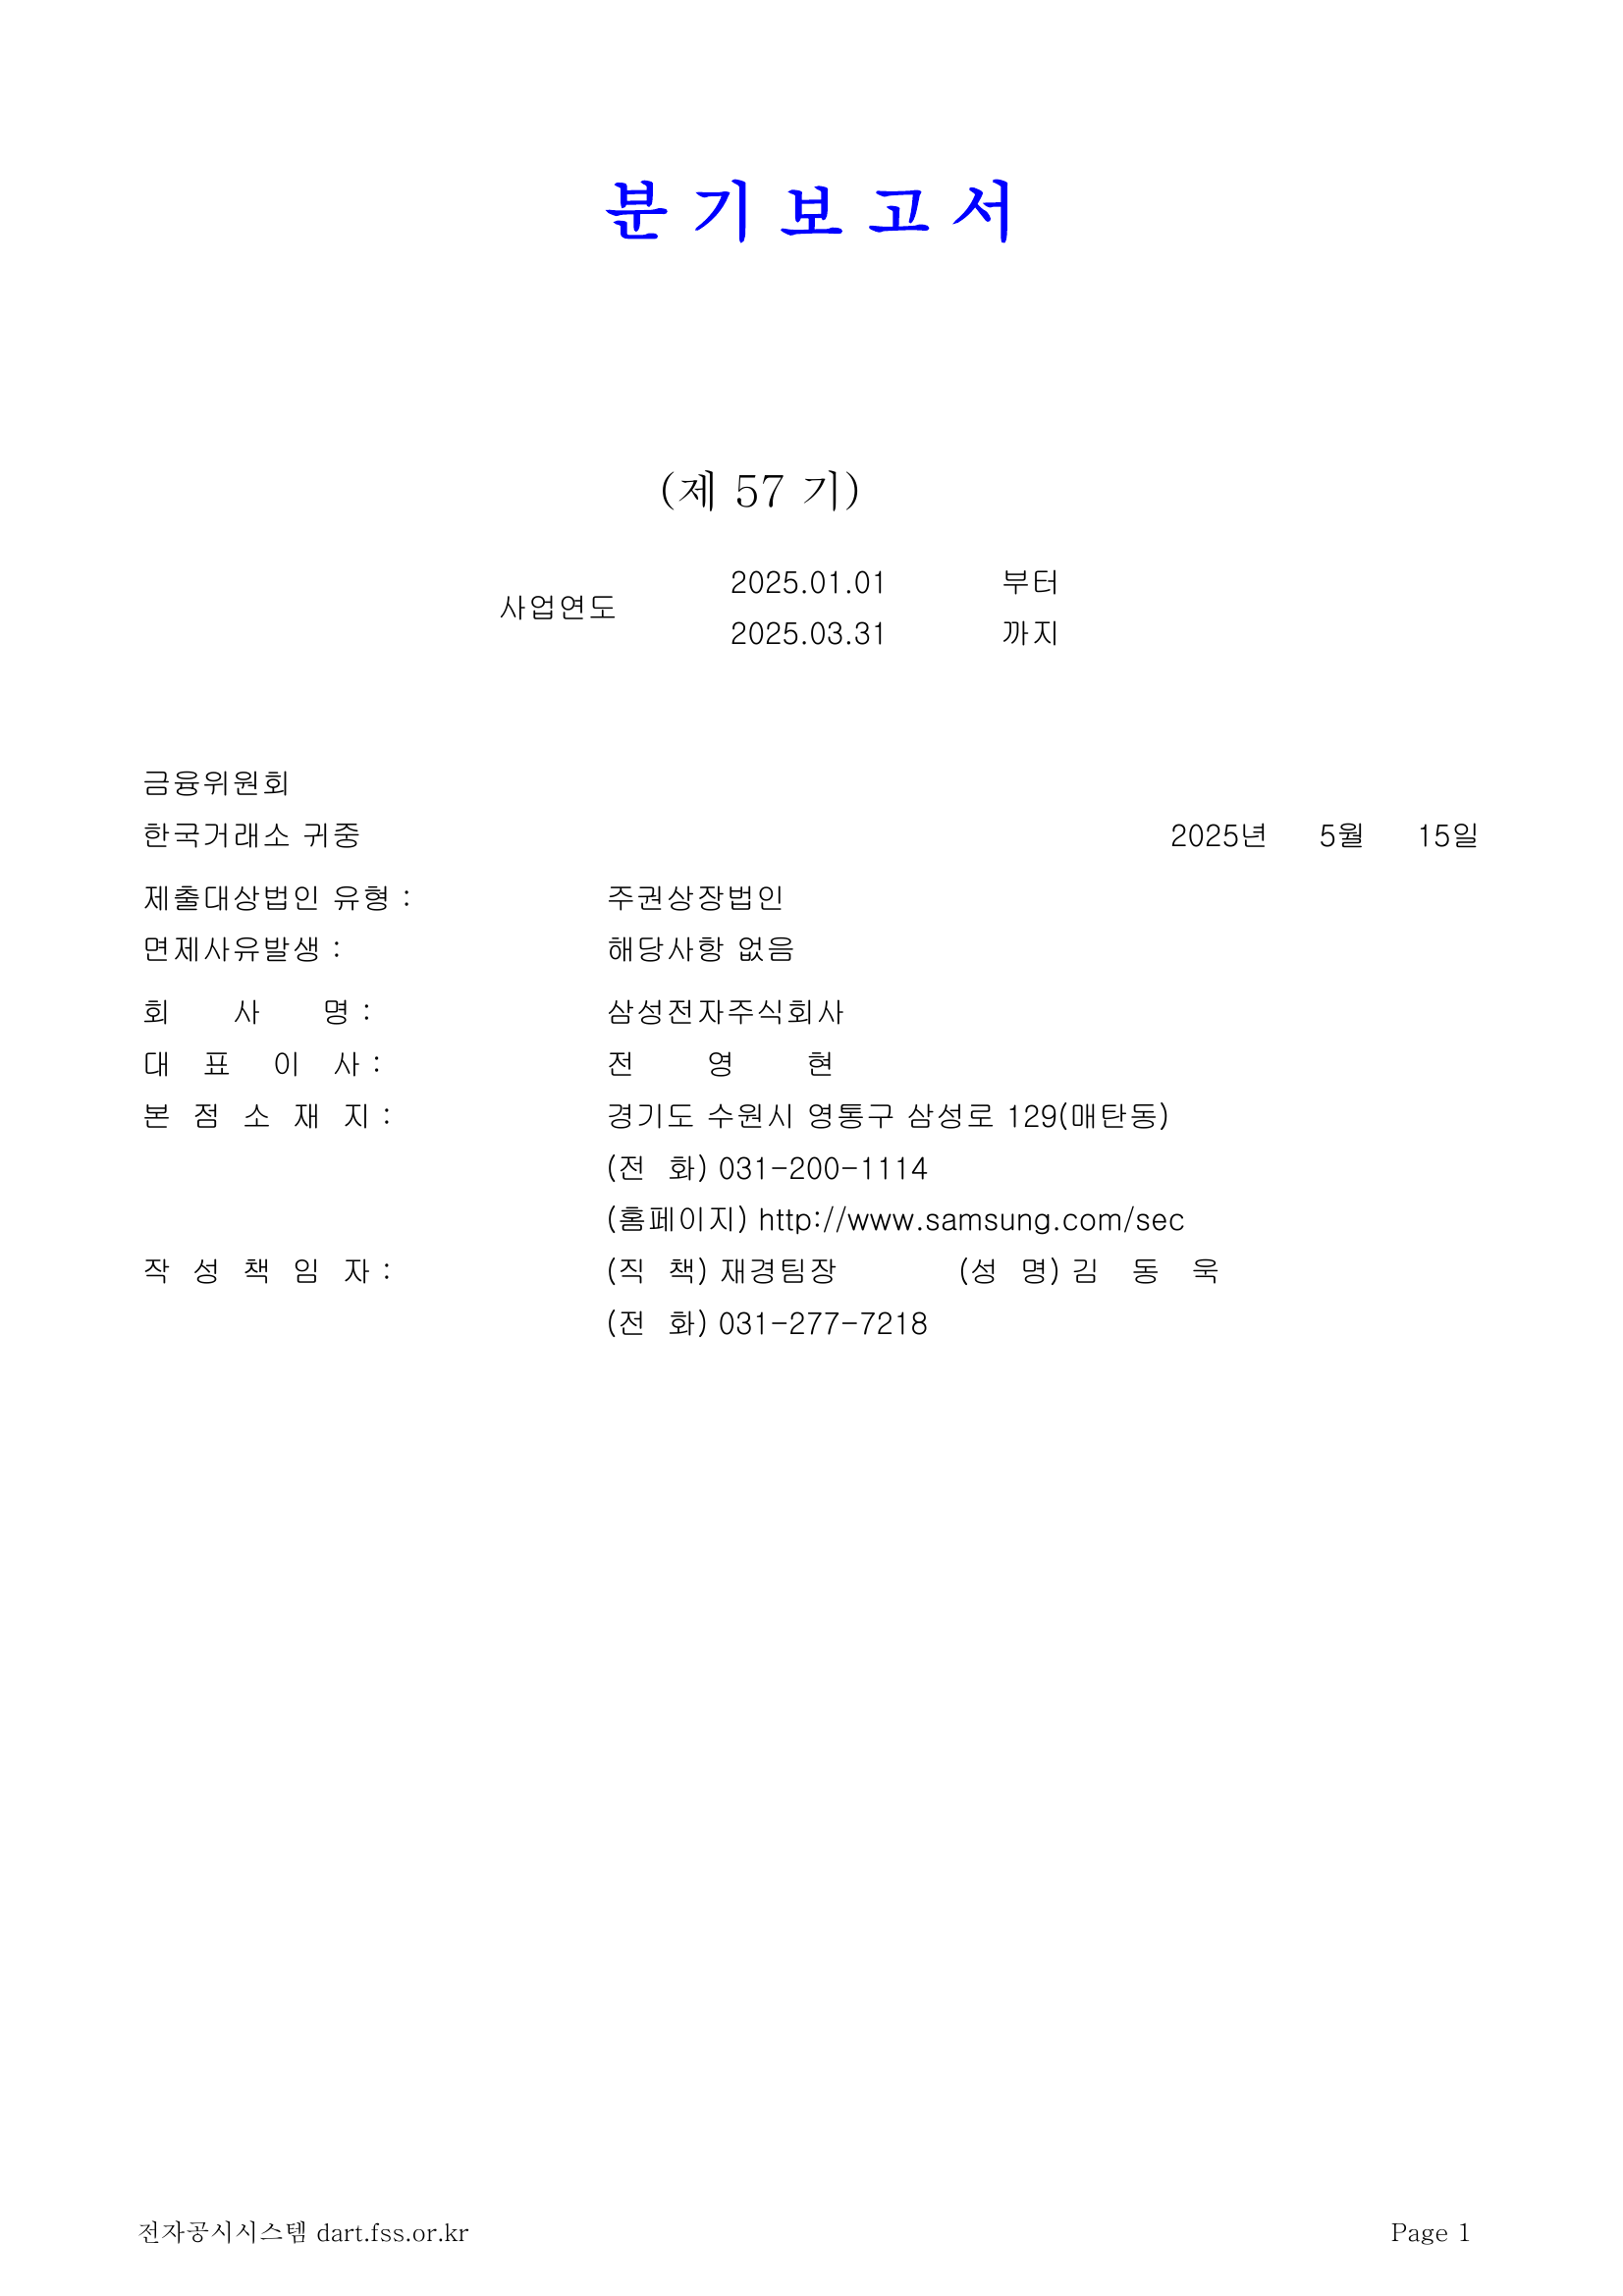 분 기 보 고 서
(제 57 기)
사업연도
2025.01.01 부터
2025.03.31 까지
금융위원회
한국거래소 귀중 2025년 5월 15일
제출대상법인 유형 : 주권상장법인
면제사유발생 : 해당사항 없음
회 사 명 : 삼성전자주식회사
대 표 이 사 : 전 영 현
본 점 소 재 지 : 경기도 수원시 영통구 삼성로 129(매탄동)
(전 화) 031-200-1114
(홈페이지) http://www.samsung.com/sec
작 성 책 임 자 : (직 책) 재경팀장 (성 명) 김 동 욱
(전 화) 031-277-7218
전자공시시스템 dart.fss.or.kr Page 1